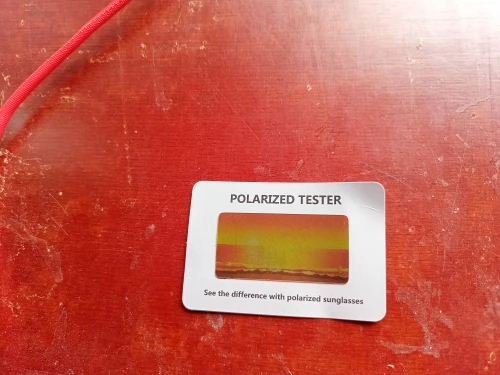 POLARIZED TESTER
See the difference with polarized sunglasses